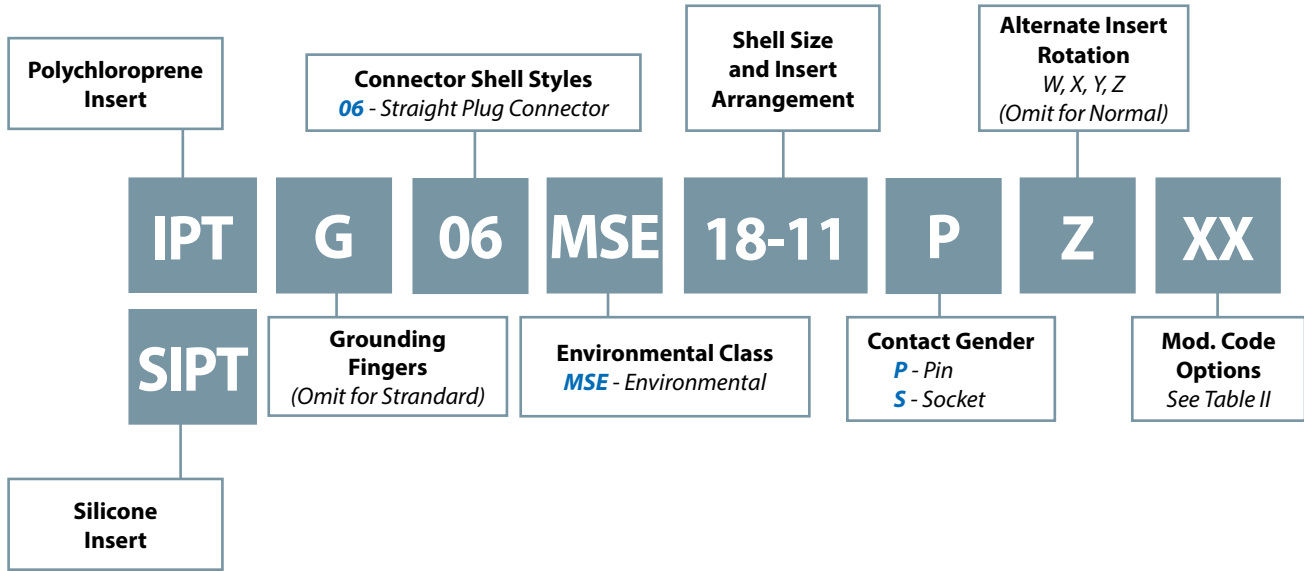 Polychloroprene
Insert
Connector Shell Styles
06 - Straight Plug Connector
Shell Size
and Insert
Arrangement
Alternate Insert
Rotation
W, X, Y, Z
(Omit for Normal)
IPT G 06 MSE 18-11 P Z XX
SIPT
Grounding
Fingers
(Omit for Strandard)
Environmental Class
MSE - Environmental
Contact Gender
P - Pin
S - Socket
Mod. Code
Options
See Table II
Silicone
Insert